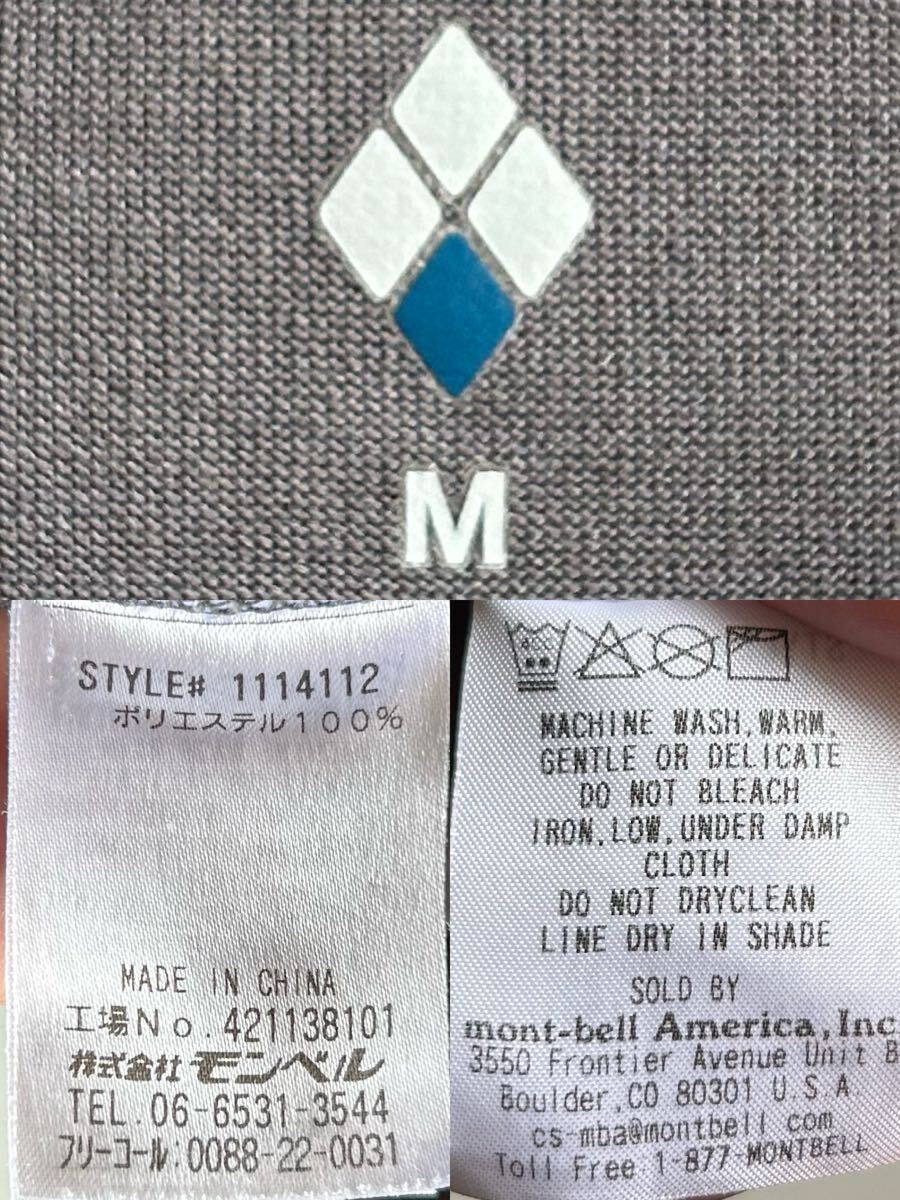 M
STYLE# 1114112
ポリエステル100%
MADE IN CHINA
工場No.421138101
株式会社 モンベル
TEL.06-6531-3544
フリーコール:0088-22-0031
MACHINE WASH,WARM,
GENTLE OR DELICATE
DO NOT BLEACH
IRON,LOW,UNDER DAMP
CLOTH
DO NOT DRYCLEAN
LINE DRY IN SHADE
SOLD BY
mont-bell America,Inc
3550 Frontier Avenue Unit B
Boulder,CO 80301 U.S.A.
cs-mba@montbell.com
Toll Free 1-877-MONTBELL